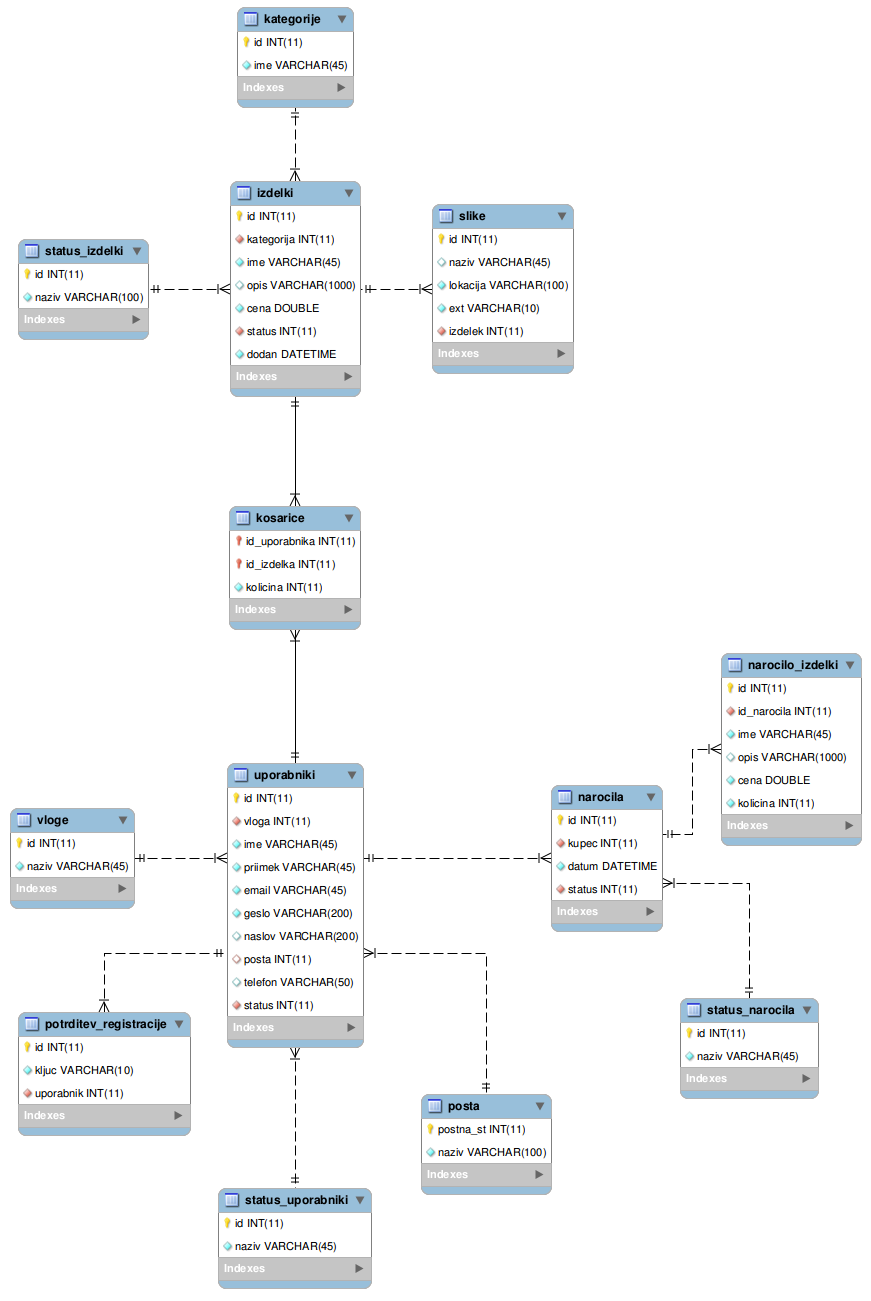 kategorije
id INT(11)
ime VARCHAR(45)
Indexes
izdelki
id INT(11)
kategorija INT(11)
ime VARCHAR(45)
opis VARCHAR(1000)
cena DOUBLE
status INT(11)
dodan DATETIME
Indexes
slike
id INT(11)
naziv VARCHAR(45)
lokacija VARCHAR(100)
ext VARCHAR(10)
izdelek INT(11)
Indexes
status_izdelki
id INT(11)
naziv VARCHAR(100)
Indexes
kosarice
id_uporabnika INT(11)
id_izdelka INT(11)
kolicina INT(11)
Indexes
narocilo_izdelki
id INT(11)
id_narocila INT(11)
ime VARCHAR(45)
opis VARCHAR(1000)
cena DOUBLE
kolicina INT(11)
Indexes
uporabniki
id INT(11)
vloga INT(11)
ime VARCHAR(45)
priimek VARCHAR(45)
email VARCHAR(45)
geslo VARCHAR(200)
naslov VARCHAR(200)
posta INT(11)
telefon VARCHAR(50)
status INT(11)
Indexes
narocila
id INT(11)
kupec INT(11)
datum DATETIME
status INT(11)
Indexes
vloge
id INT(11)
naziv VARCHAR(45)
Indexes
status_narocila
id INT(11)
naziv VARCHAR(45)
Indexes
potrditev_registracije
id INT(11)
kljuc VARCHAR(10)
uporabnik INT(11)
Indexes
posta
postna_st INT(11)
naziv VARCHAR(100)
Indexes
status_uporabniki
id INT(11)
naziv VARCHAR(45)
Indexes